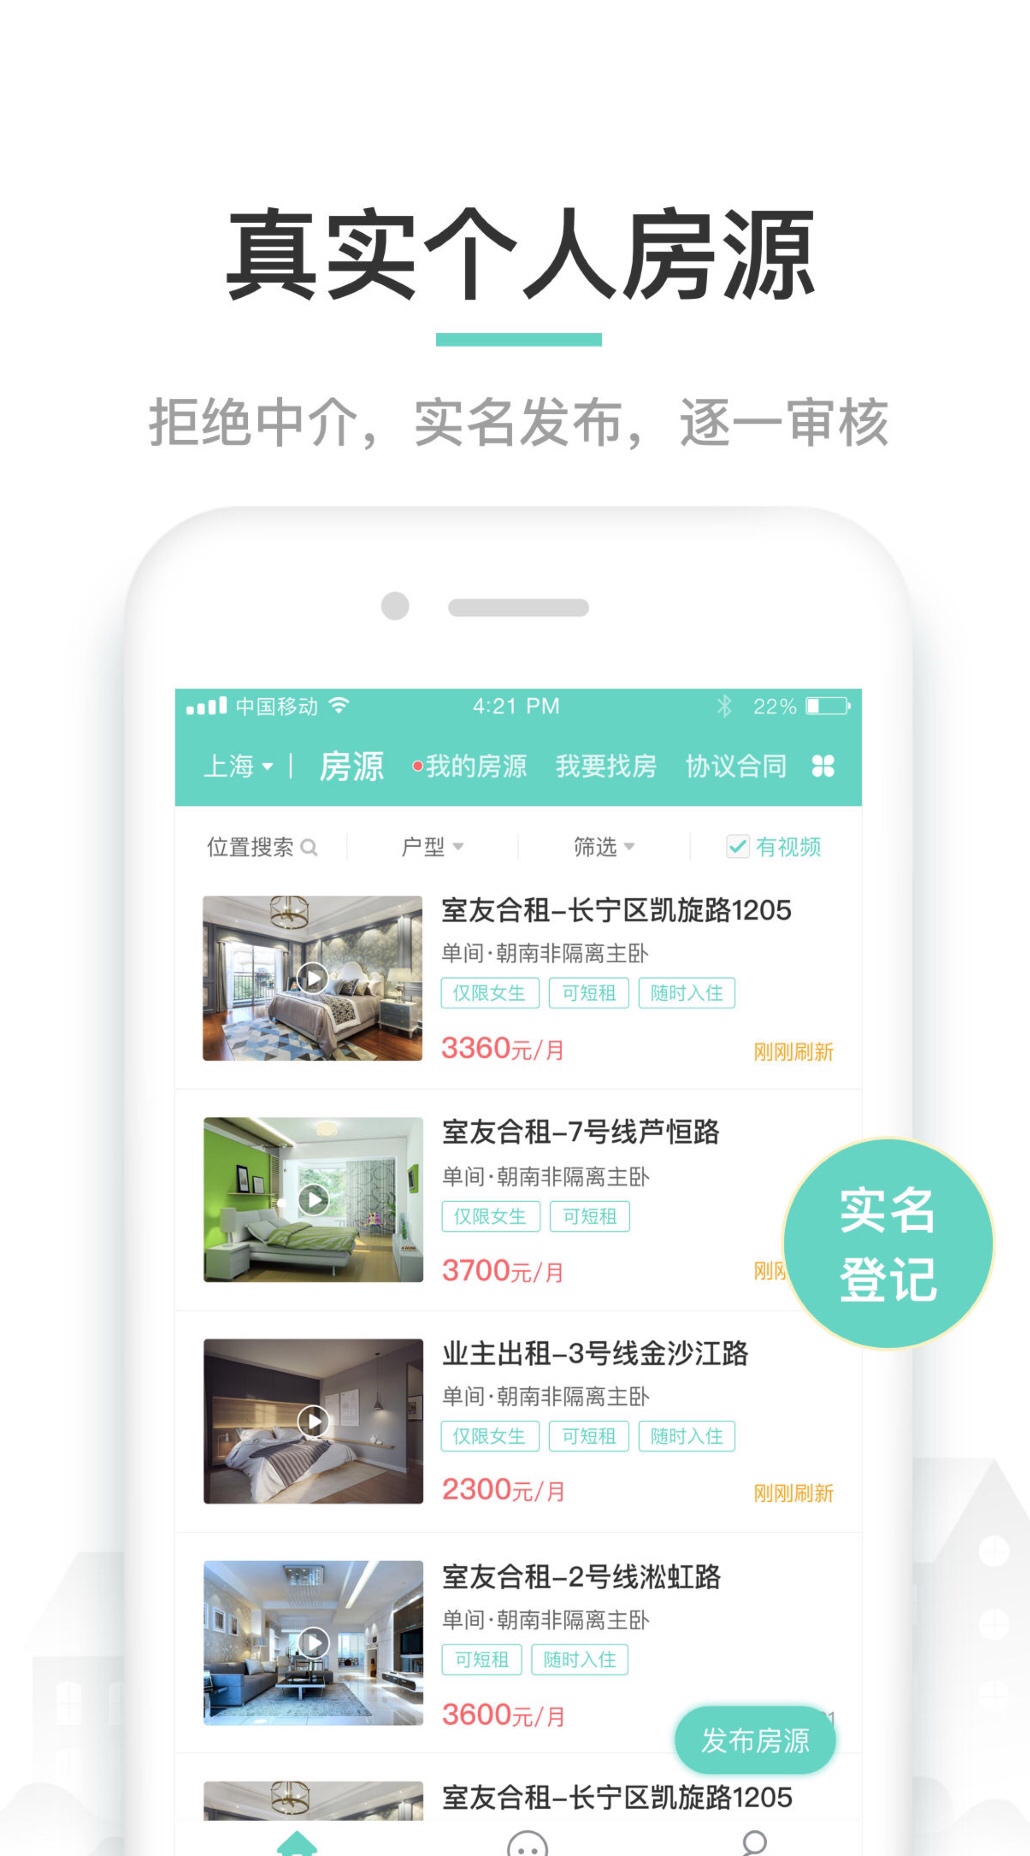 真实个人房源
拒绝中介，实名发布，逐一审核
中国移动 4:21 PM 22%
上海 房源 我的房源 我要找房 协议合同
位置搜索 户型 筛选 有视频
室友合租-长宁区凯旋路1205
单间·朝南非隔离主卧
仅限女生 可短租 随时入住
3360元/月 刚刚刷新
室友合租-7号线芦恒路
单间·朝南非隔离主卧
仅限女生 可短租
3700元/月 刚
实名
登记
业主出租-3号线金沙江路
单间·朝南非隔离主卧
仅限女生 可短租 随时入住
2300元/月 刚刚刷新
室友合租-2号线淞虹路
单间·朝南非隔离主卧
可短租 随时入住
3600元/月
发布房源
室友合租-长宁区凯旋路1205